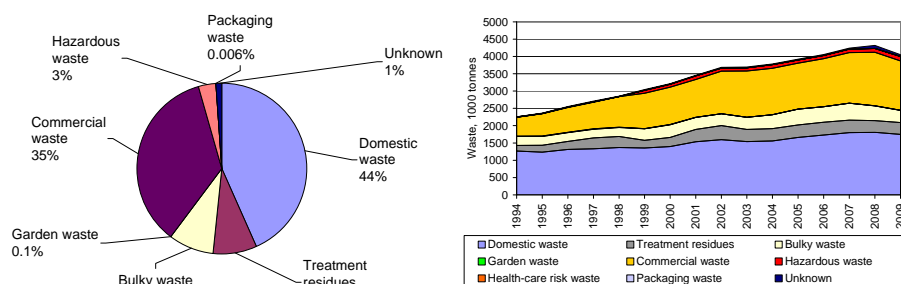 Packaging
waste
0.006%
Hazardous
waste
3%
Unknown
1%
Commercial
waste
35%
Domestic
waste
44%
Garden waste
0.1%
Bulky waste
Treatment
residues
Waste, 1000 tonnes
5000
4500
4000
3500
3000
2500
2000
1500
1000
500
0
1994
1995
1996
1997
1998
1999
2000
2001
2002
2003
2004
2005
2006
2007
2008
2009
Domestic waste Treatment residues Bulky waste
Garden waste Commercial waste Hazardous waste
Health-care risk waste Packaging waste Unknown